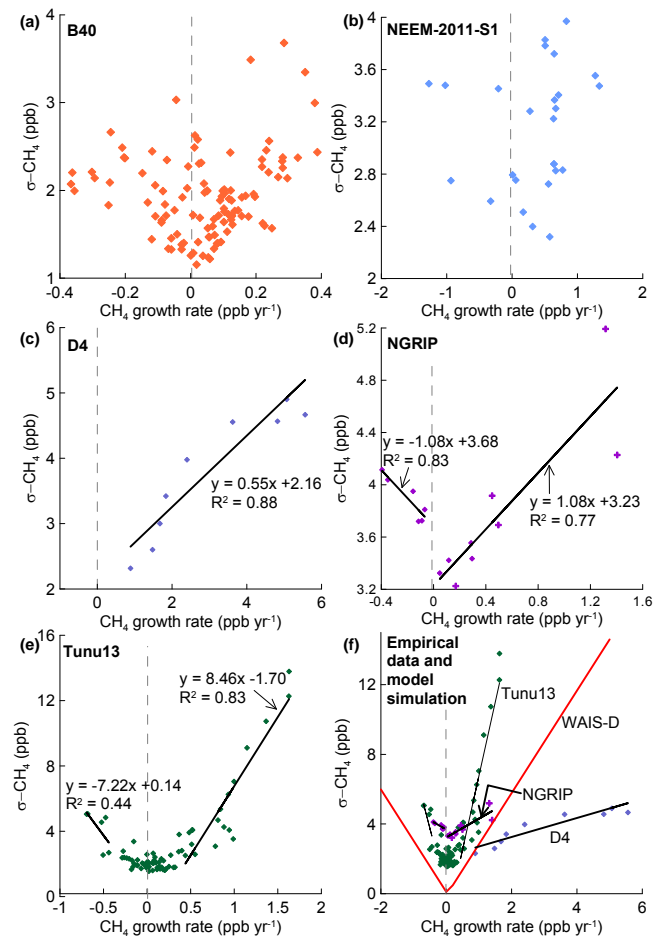 (a)
B40
σ−CH₄ (ppb)
4
3
2
1
-0.4
-0.2
0
0.2
0.4
CH₄ growth rate (ppb yr⁻¹)
(b)
NEEM-2011-S1
σ−CH₄ (ppb)
4
3.6
3.2
2.8
2.4
2
-2
-1
0
1
2
CH₄ growth rate (ppb yr⁻¹)
(c)
D4
σ−CH₄ (ppb)
6
5
4
3
2
y = 0.55x +2.16
R² = 0.88
0
2
4
6
CH₄ growth rate (ppb yr⁻¹)
(d)
NGRIP
σ−CH₄ (ppb)
5.2
4.8
4.4
4
3.6
3.2
y = -1.08x +3.68
R² = 0.83
y = 1.08x +3.23
R² = 0.77
-0.4
0
0.4
0.8
1.2
1.6
CH₄ growth rate (ppb yr⁻¹)
(e)
Tunu13
σ−CH₄ (ppb)
16
12
8
4
0
y = 8.46x -1.70
R² = 0.83
y = -7.22x +0.14
R² = 0.44
-1
-0.5
0
0.5
1
1.5
2
CH₄ growth rate (ppb yr⁻¹)
(f)
Empirical
data and
model
simulation
σ−CH₄ (ppb)
12
8
4
0
Tunu13
WAIS-D
NGRIP
D4
-2
0
2
4
6
CH₄ growth rate (ppb yr⁻¹)